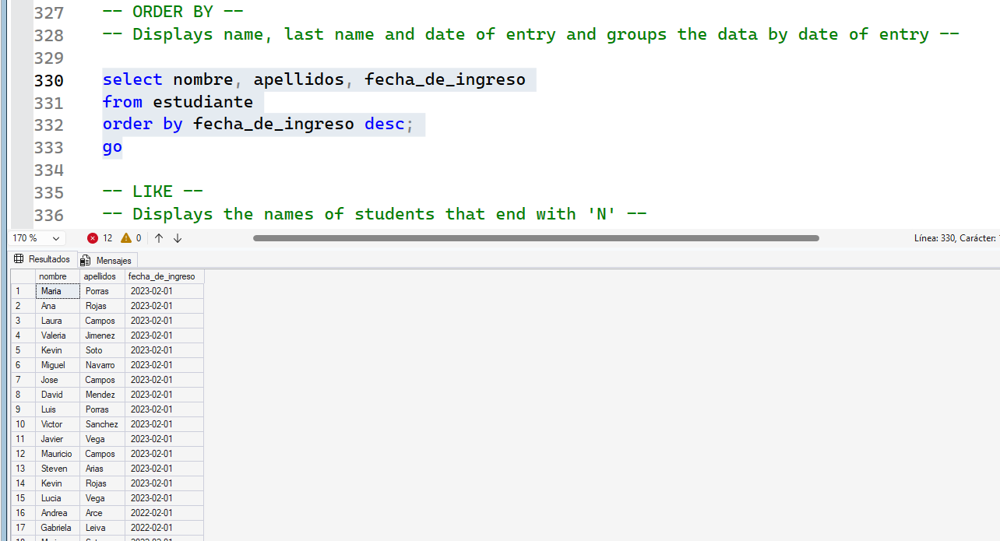 327 -- ORDER BY --
328 -- Displays name, last name and date of entry and groups the data by date of entry --
329
330 select nombre, apellidos, fecha_de_ingreso
331 from estudiante
332 order by fecha_de_ingreso desc;
333 go
334
335 -- LIKE --
336 -- Displays the names of students that end with 'N' --
170 % 12 0 Línea: 330, Carácter:
Resultados Mensajes
nombre apellidos fecha_de_ingreso
1 Maria Porras 2023-02-01
2 Ana Rojas 2023-02-01
3 Laura Campos 2023-02-01
4 Valeria Jimenez 2023-02-01
5 Kevin Soto 2023-02-01
6 Miguel Navarro 2023-02-01
7 Jose Campos 2023-02-01
8 David Mendez 2023-02-01
9 Luis Porras 2023-02-01
10 Victor Sanchez 2023-02-01
11 Javier Vega 2023-02-01
12 Mauricio Campos 2023-02-01
13 Steven Arias 2023-02-01
14 Kevin Rojas 2023-02-01
15 Lucia Vega 2023-02-01
16 Andrea Arce 2022-02-01
17 Gabriela Leiva 2022-02-01